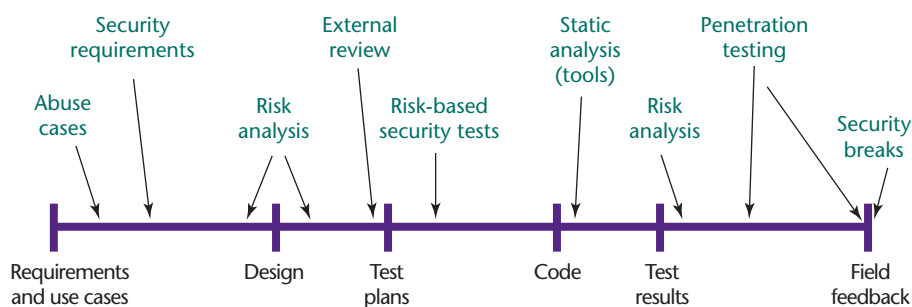 Security
requirements
External
review
Static
analysis
(tools)
Penetration
testing
Abuse
cases
Risk
analysis
Risk-based
security tests
Risk
analysis
Security
breaks
Requirements
and use cases
Design
Test
plans
Code
Test
results
Field
feedback